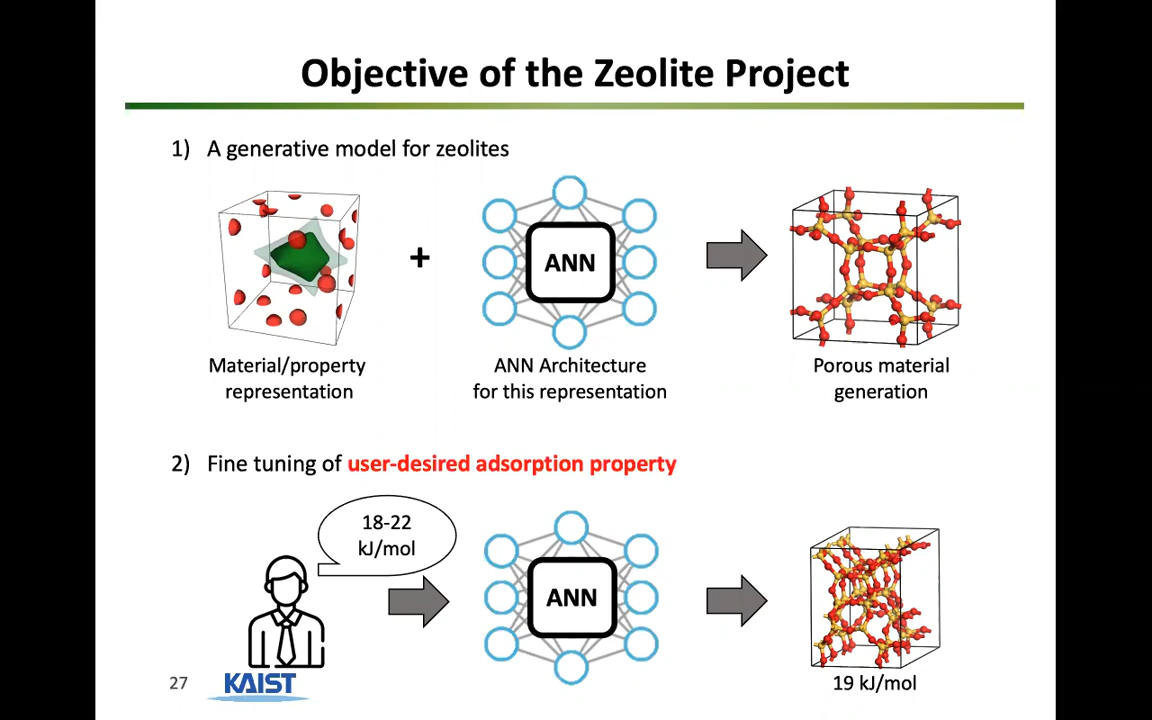 Objective of the Zeolite Project
1) A generative model for zeolites
+
ANN
Material/property
representation
ANN Architecture
for this representation
Porous material
generation
2) Fine tuning of user-desired adsorption property
18-22
kJ/mol
ANN
19 kJ/mol
27
KAIST